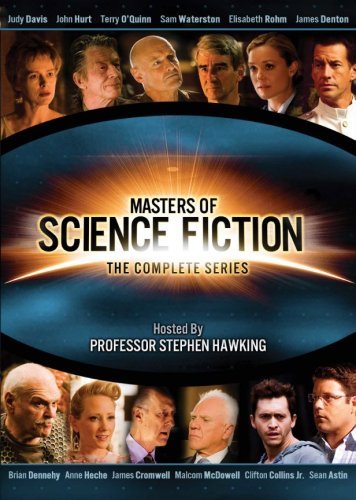 Judy Davis John Hurt Terry O'Quinn Sam Waterston Elisabeth Rohm James Denton
MASTERS OF
SCIENCE FICTION
THE COMPLETE SERIES
Hosted By
PROFESSOR STEPHEN HAWKING
Brian Dennehy Anne Heche James Cromwell Malcom McDowell Clifton Collins Jr. Sean Astin